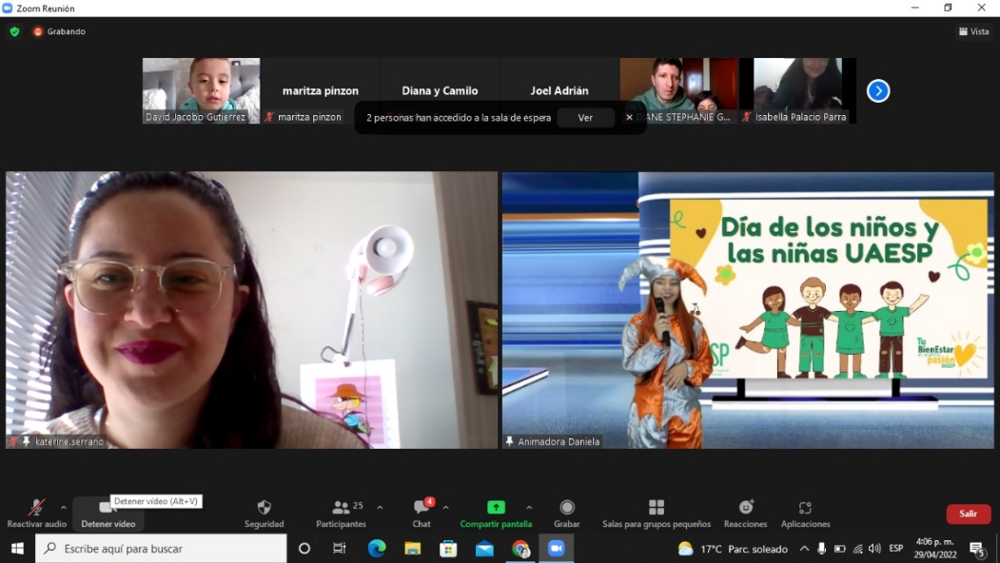 Zoom Reunión
Grabando
Vista
maritza pinzon
Diana y Camilo
Joel Adrián
David Jacobo Gutierrez
maritza pinzon
2 personas han accedido a la sala de espera
Ver
ANE STEPHANIE G...
Isabella Palacio Parra
Día de los niños y
las niñas UAESP
SP
Tu
BienEstar
pasión
UAESP
katerine.serrano
Animadora Daniela
Detener vídeo (Alt+V)
25
4
Reactivar audio
Detener vídeo
Seguridad
Participantes
Chat
Compartir pantalla
Grabar
Salas para grupos pequeños
Reacciones
Aplicaciones
Salir
Escribe aquí para buscar
17°C Parc. soleado
ESP
4:06 p. m.
29/04/2022
5